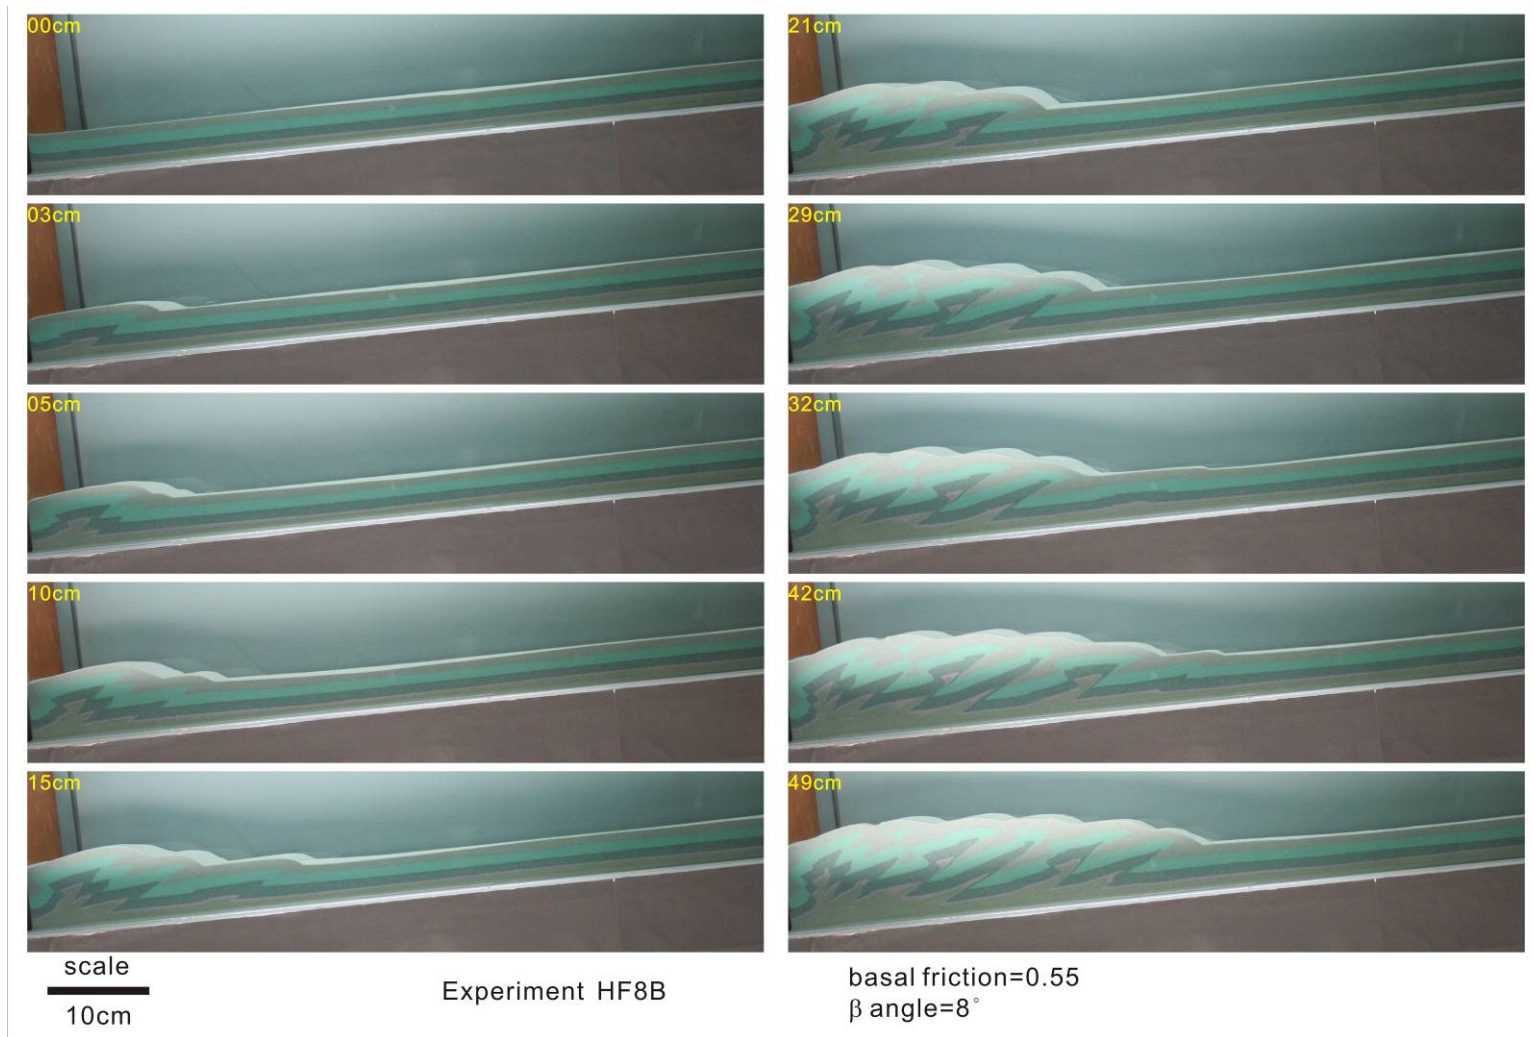 00cm
03cm
05cm
10cm
15cm
21cm
29cm
32cm
42cm
49cm
scale
10cm
Experiment HF8B
basal friction=0.55
β angle=8°